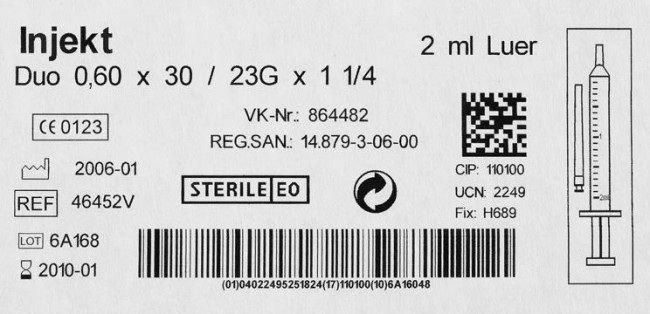 Injekt
2 ml Luer
Duo 0,60 x 30 / 23G x 1 1/4
VK-Nr.: 864482
CE 0123
REG.SAN.: 14.879-3-06-00
2006-01
CIP: 110100
STERILE EO
REF 46452V
UCN: 2249
Fix: H689
LOT 6A168
2010-01
(01)04022495251824(17)110100(10)6A16048
2ml